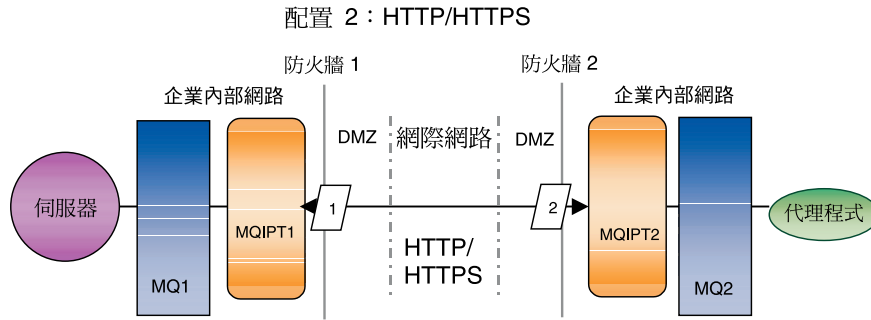 配置 2：HTTP/HTTPS
防火牆 1
防火牆 2
企業內部網路
企業內部網路
DMZ
網際網路
DMZ
伺服器
MQ1
MQIPT1
1
HTTP/
HTTPS
2
MQIPT2
MQ2
代理程式